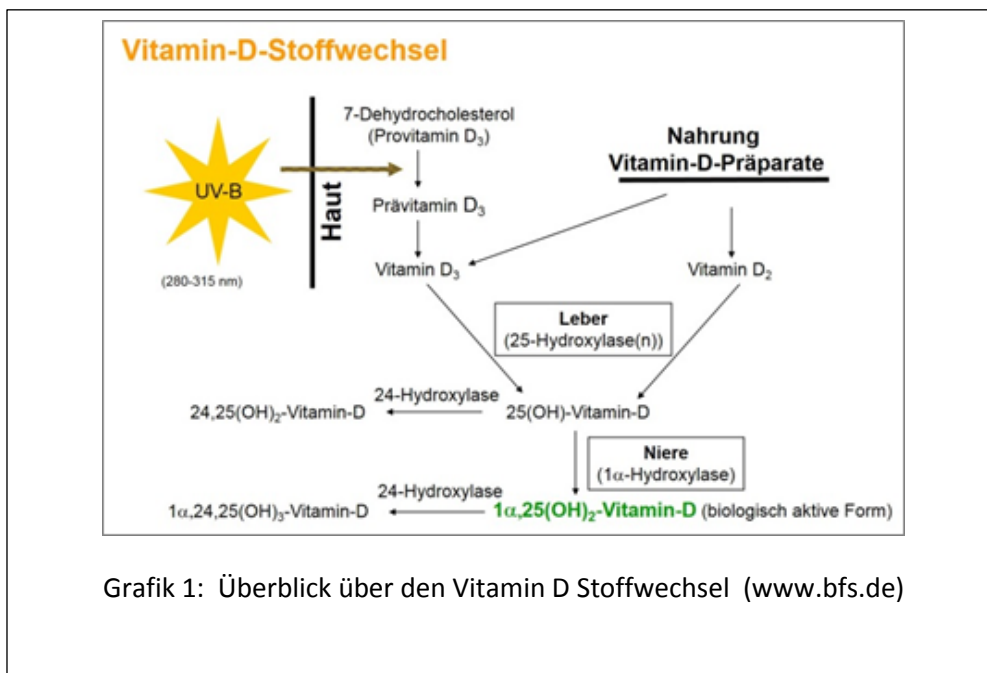 Vitamin-D-Stoffwechsel
7-Dehydrocholesterol
(Provitamin D₃)
Nahrung
Vitamin-D-Präparate
UV-B
Haut
Prävitamin D₃
(280-315 nm)
Vitamin D₃
Vitamin D₂
Leber
(25-Hydroxylase(n))
24-Hydroxylase
24,25(OH)₂-Vitamin-D
25(OH)-Vitamin-D
Niere
(1α-Hydroxylase)
24-Hydroxylase
1α,24,25(OH)₃-Vitamin-D
1α,25(OH)₂-Vitamin-D (biologisch aktive Form)
Grafik 1: Überblick über den Vitamin D Stoffwechsel (www.bfs.de)